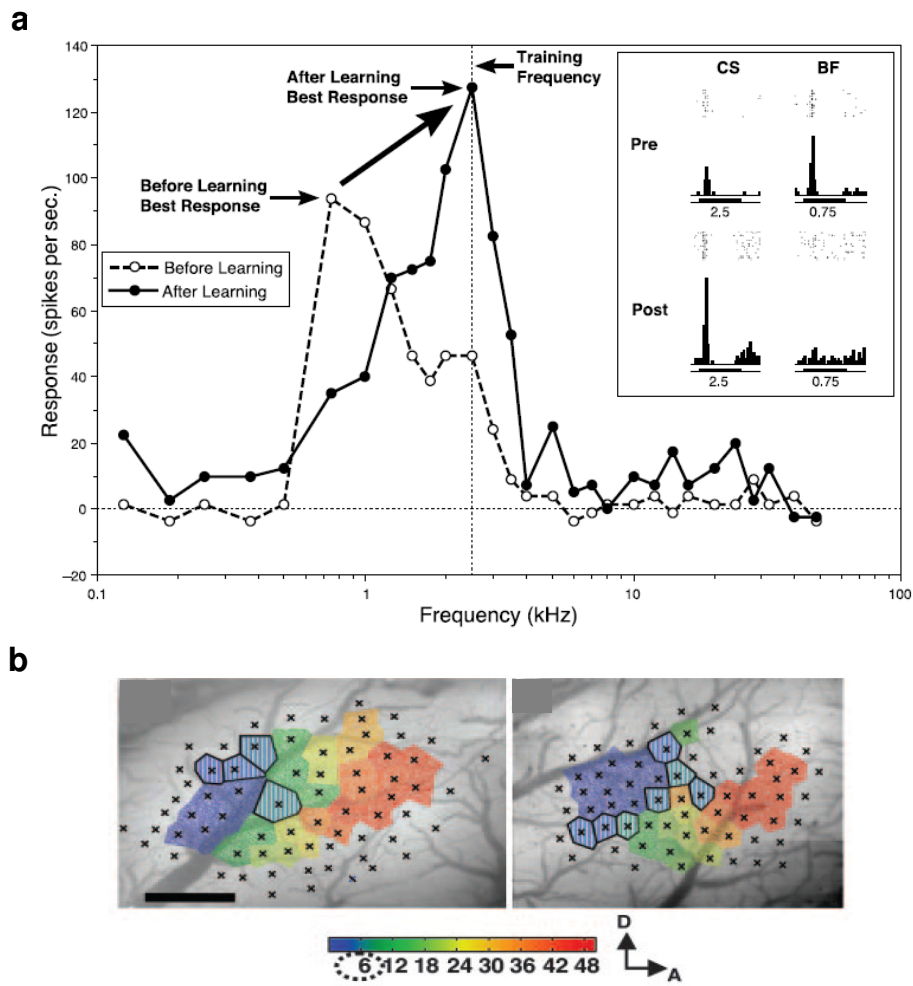 a
140
120
100
80
60
40
20
0
−20
Response (spikes per sec.)
After Learning
Best Response
Training
Frequency
Before Learning
Best Response
Before Learning
After Learning
CS BF
Pre
2.5 0.75
Post
2.5 0.75
0.1 1 10 100
Frequency (kHz)
b
6 12 18 24 30 36 42 48
D
A